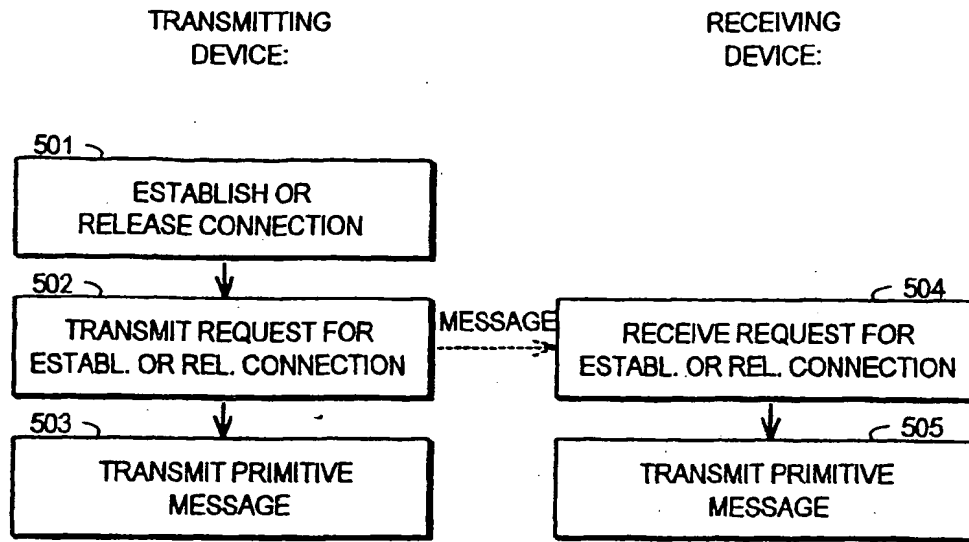 TRANSMITTING
DEVICE:
RECEIVING
DEVICE:
501
ESTABLISH OR
RELEASE CONNECTION
502
TRANSMIT REQUEST FOR
ESTABL. OR REL. CONNECTION
MESSAGE
504
RECEIVE REQUEST FOR
ESTABL. OR REL. CONNECTION
503
TRANSMIT PRIMITIVE
MESSAGE
505
TRANSMIT PRIMITIVE
MESSAGE